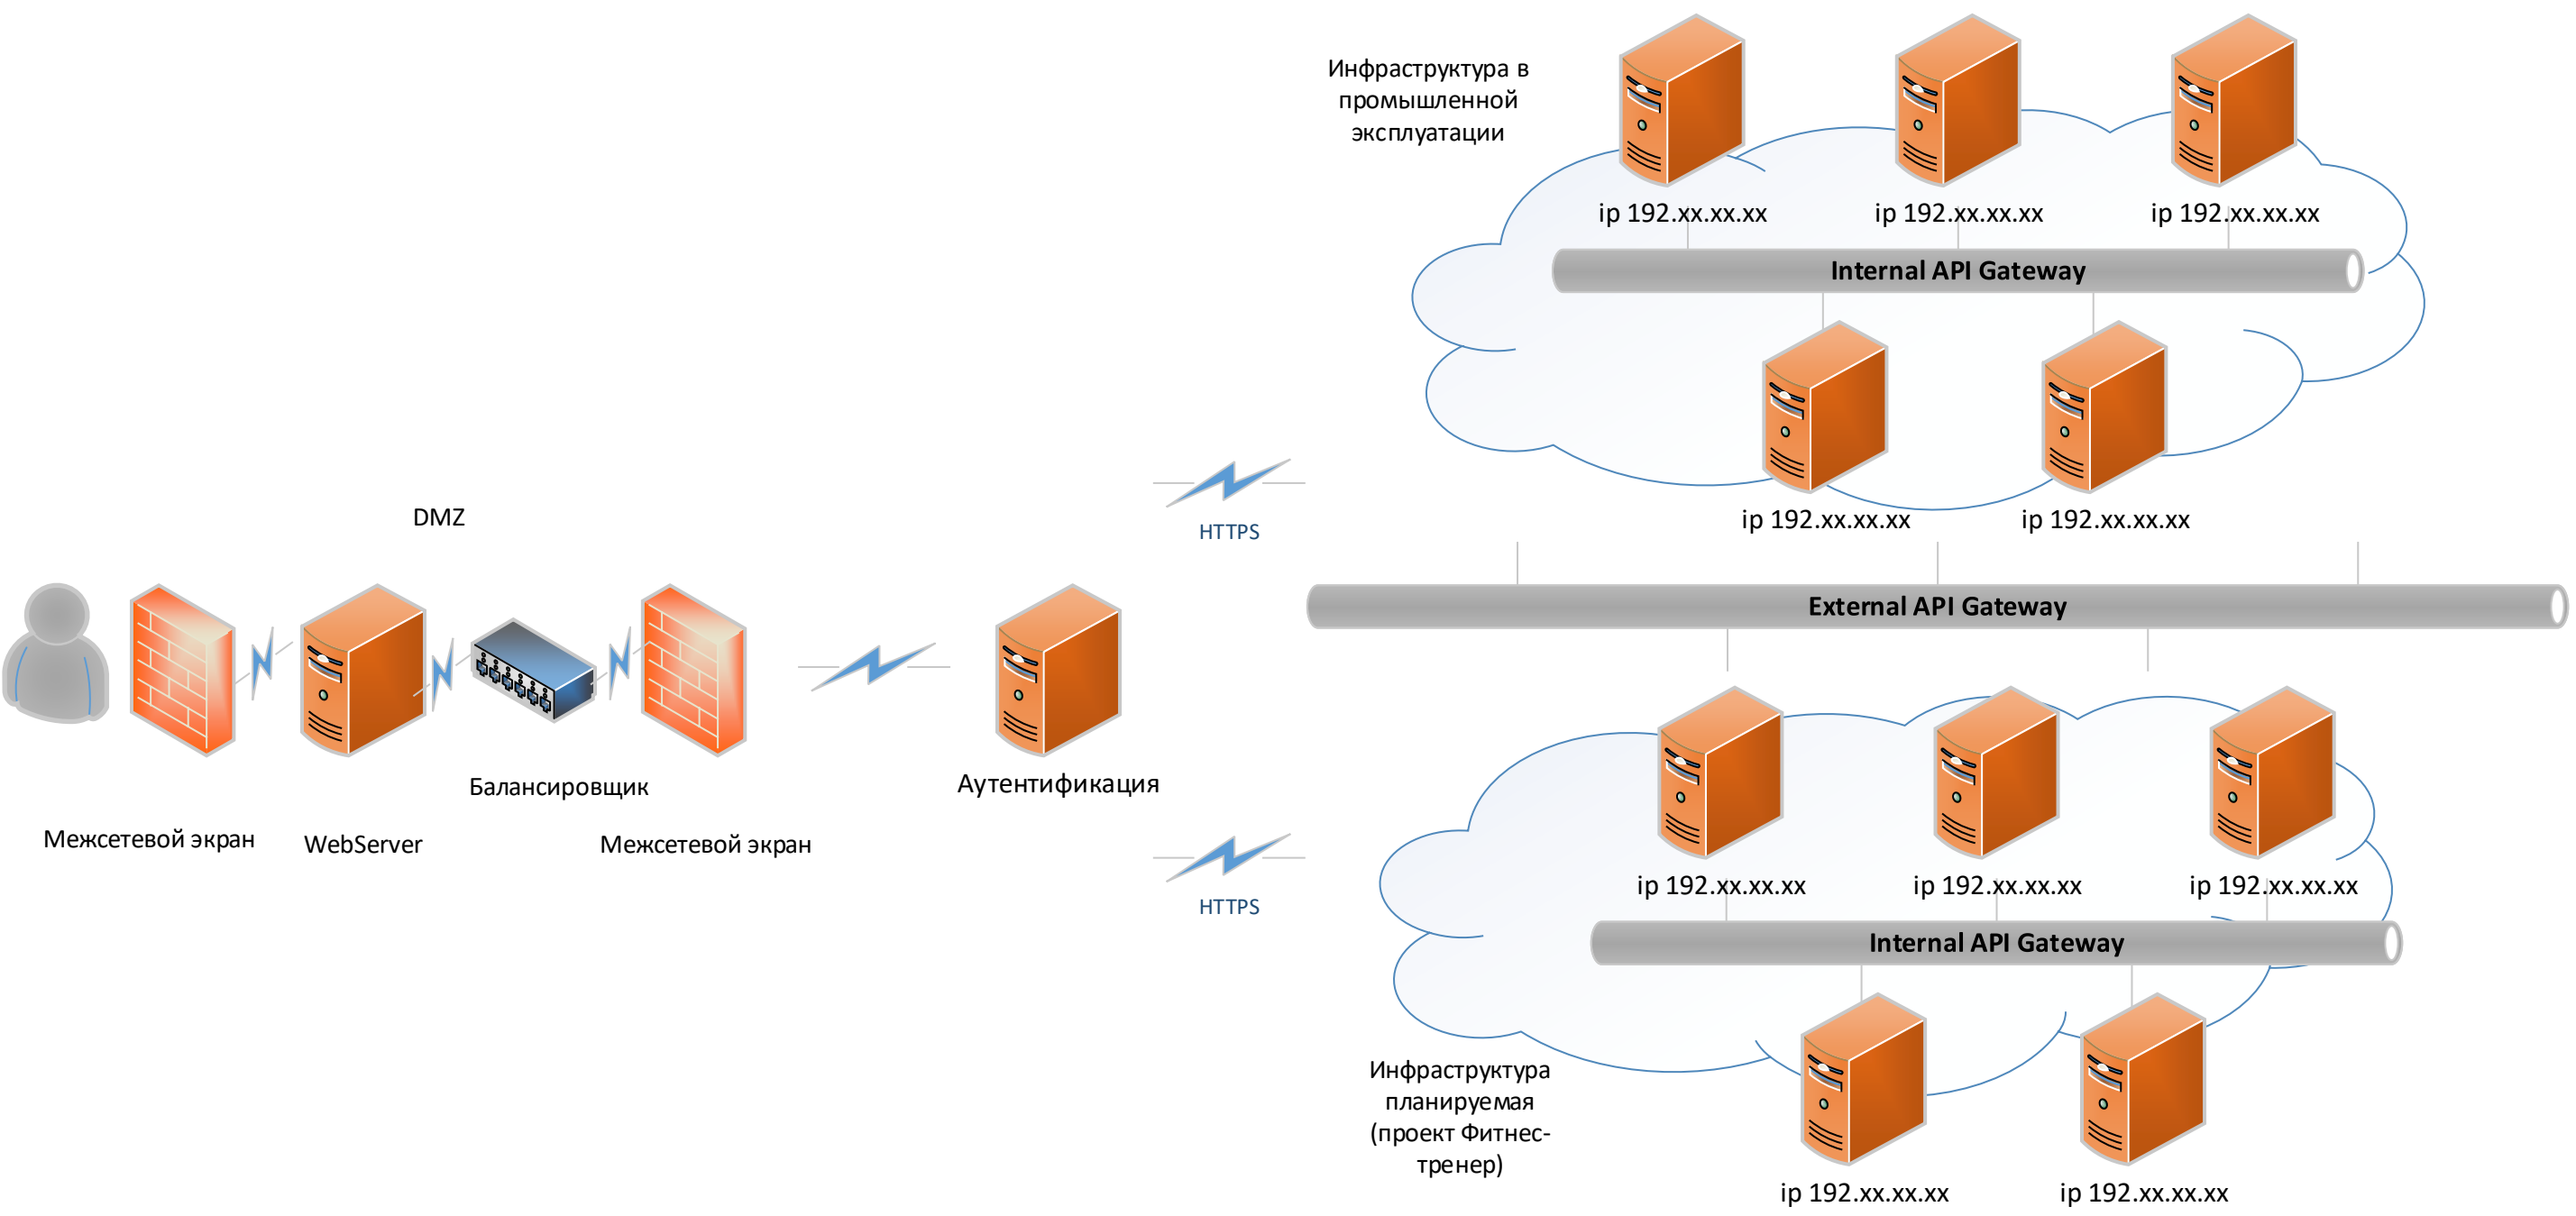 Инфраструктура в
промышленной
эксплуатации
ip 192.xx.xx.xx
ip 192.xx.xx.xx
ip 192.xx.xx.xx
Internal API Gateway
ip 192.xx.xx.xx
ip 192.xx.xx.xx
HTTPS
DMZ
External API Gateway
Балансировщик
Аутентификация
Межсетевой экран
WebServer
Межсетевой экран
HTTPS
ip 192.xx.xx.xx
ip 192.xx.xx.xx
ip 192.xx.xx.xx
Internal API Gateway
Инфраструктура
планируемая
(проект Фитнес-
тренер)
ip 192.xx.xx.xx
ip 192.xx.xx.xx